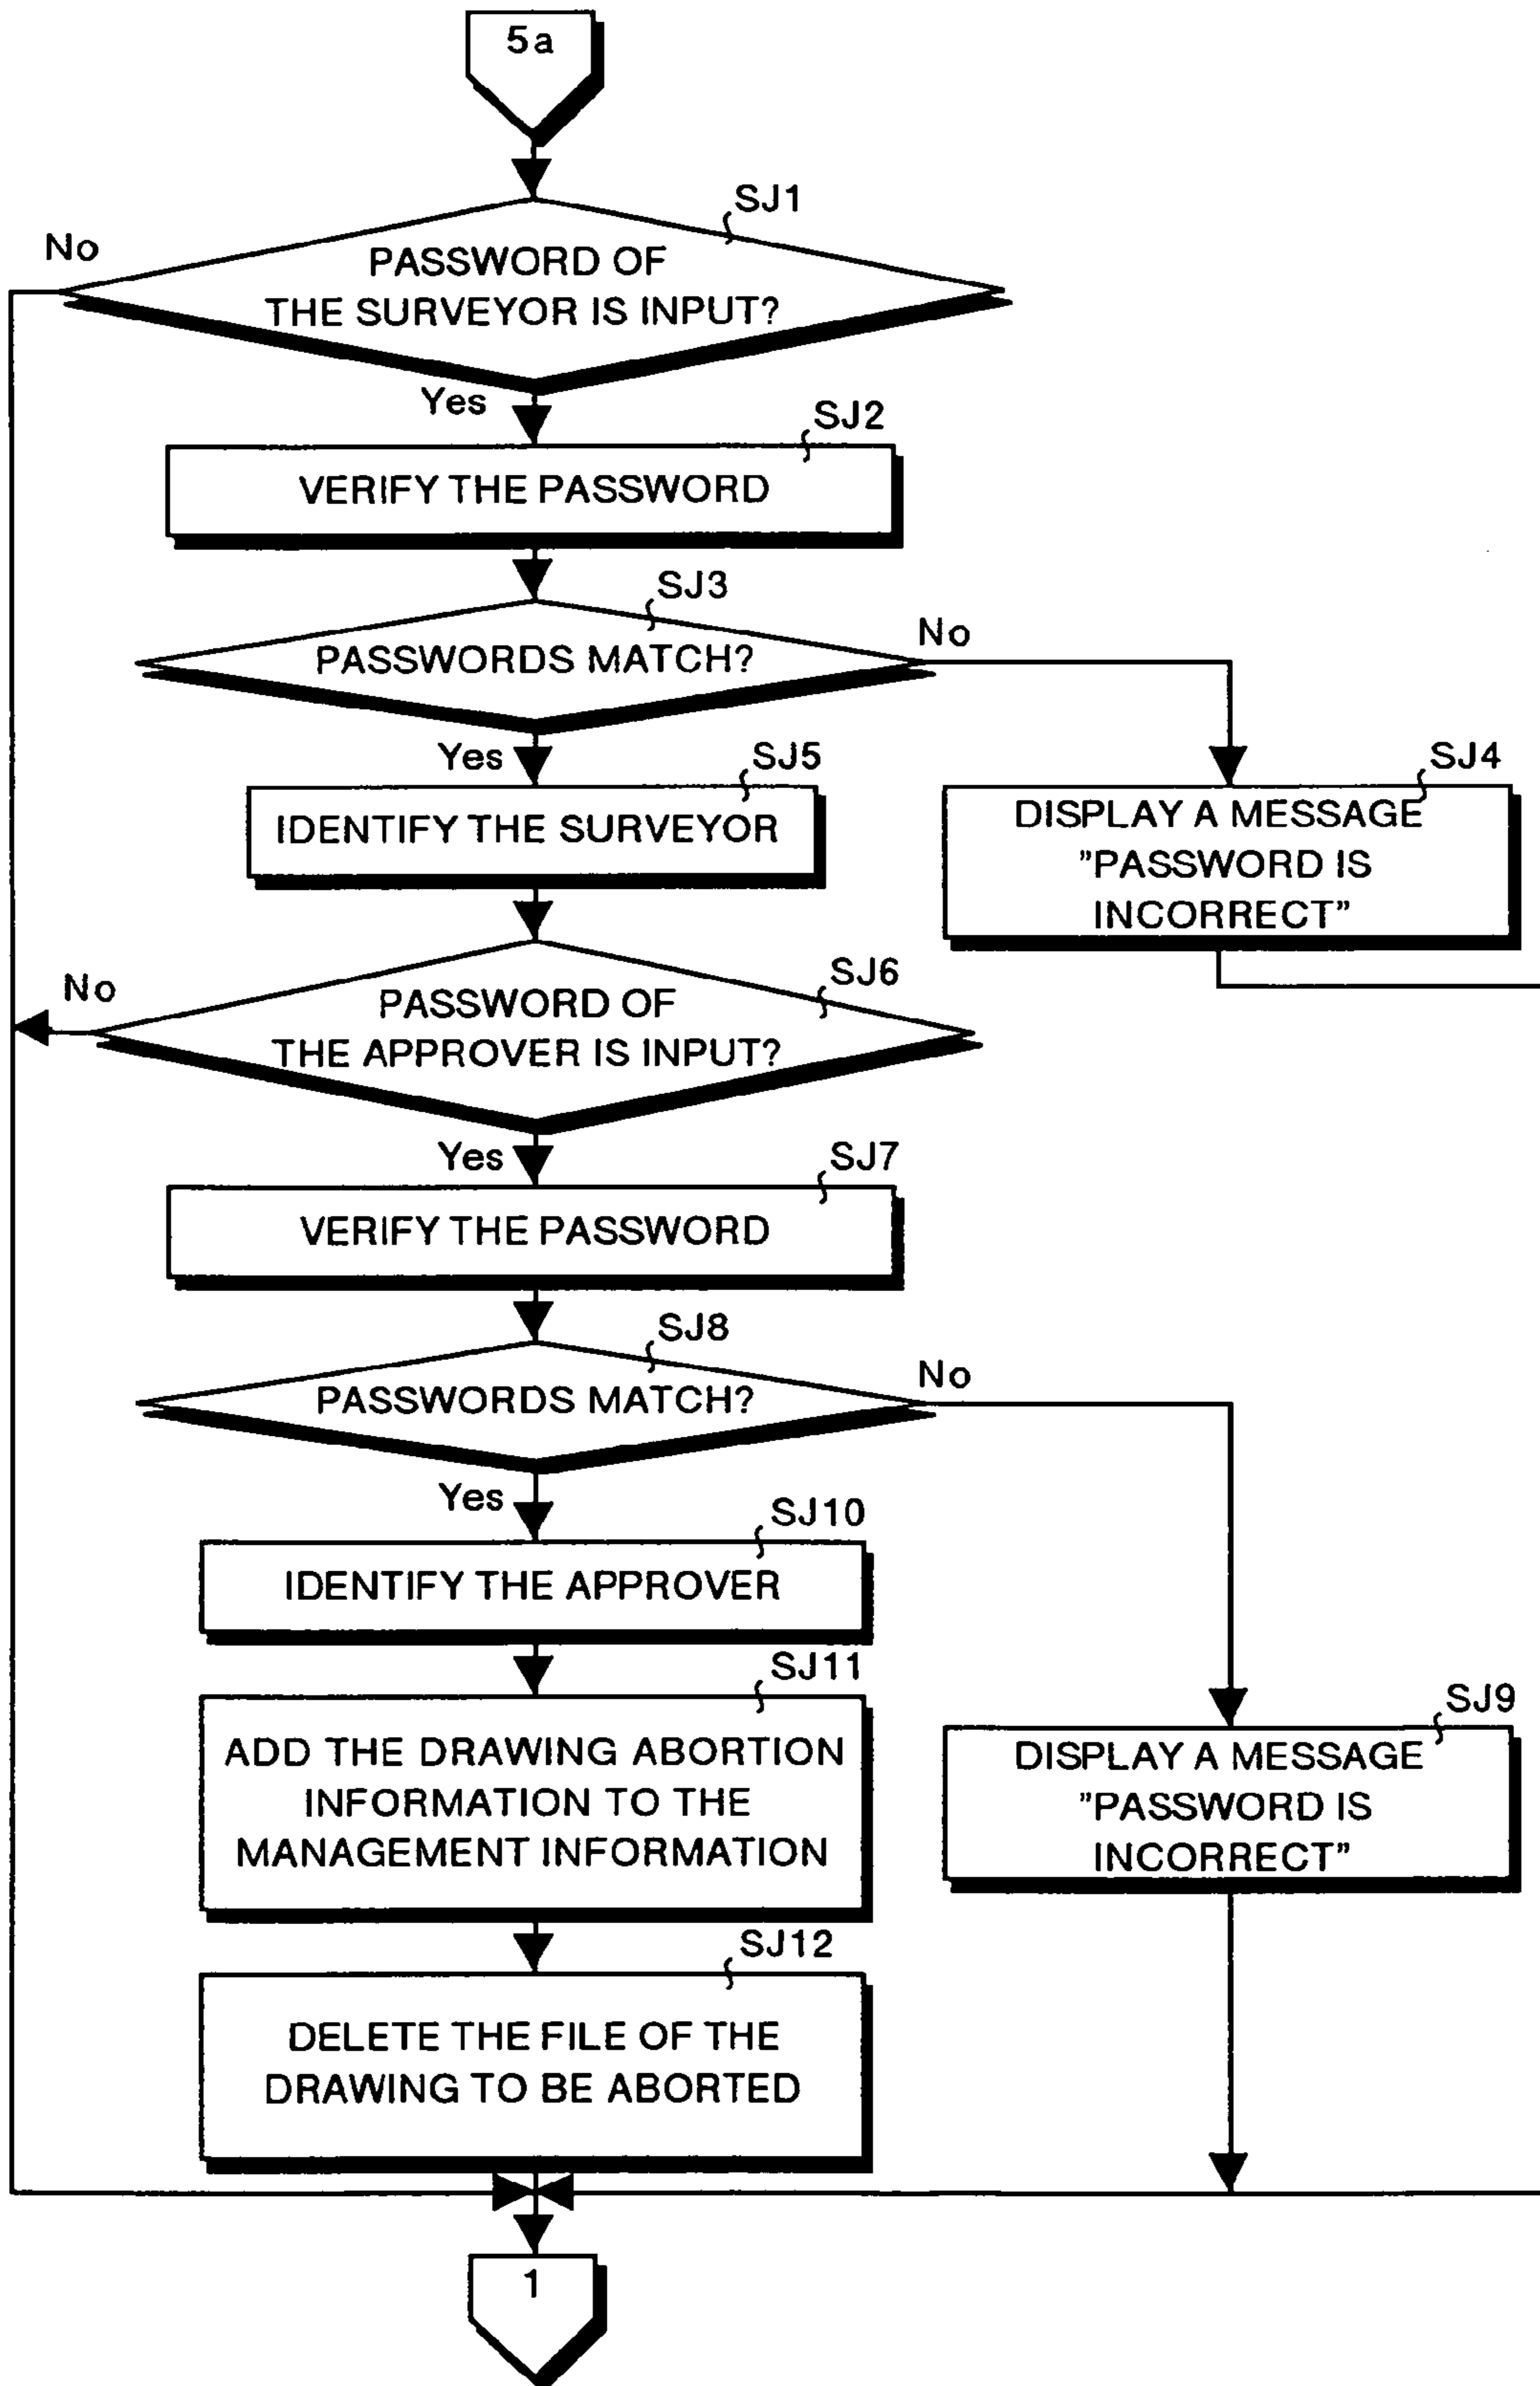 5a
SJ1
No
PASSWORD OF
THE SURVEYOR IS INPUT?
Yes
SJ2
VERIFY THE PASSWORD
SJ3
No
PASSWORDS MATCH?
Yes
SJ5
SJ4
IDENTIFY THE SURVEYOR
DISPLAY A MESSAGE
"PASSWORD IS
INCORRECT"
SJ6
No
PASSWORD OF
THE APPROVER IS INPUT?
Yes
SJ7
VERIFY THE PASSWORD
SJ8
No
PASSWORDS MATCH?
Yes
SJ10
IDENTIFY THE APPROVER
SJ11
ADD THE DRAWING ABORTION
INFORMATION TO THE
MANAGEMENT INFORMATION
SJ9
DISPLAY A MESSAGE
"PASSWORD IS
INCORRECT"
SJ12
DELETE THE FILE OF THE
DRAWING TO BE ABORTED
1